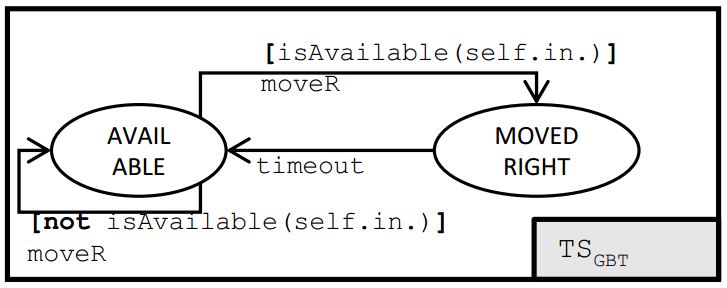 [isAvailable(self.in.)]
moveR
AVAIL
ABLE
MOVED
RIGHT
timeout
[not isAvailable(self.in.)]
moveR
TSGBT